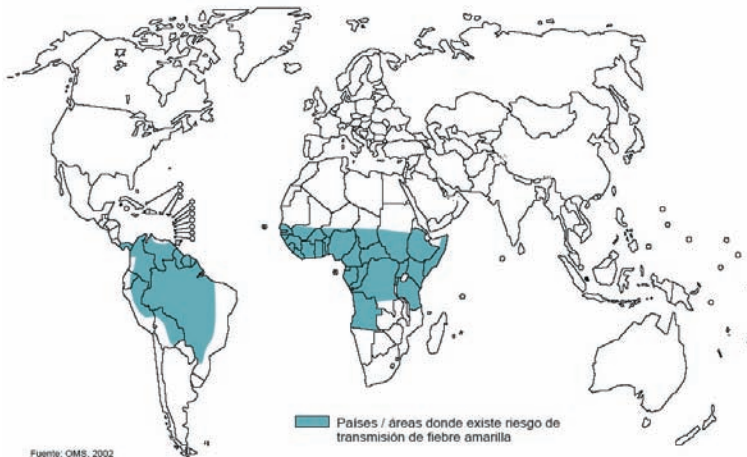 Países / áreas donde existe riesgo de
transmisión de fiebre amarilla
Fuente: OMS, 2002